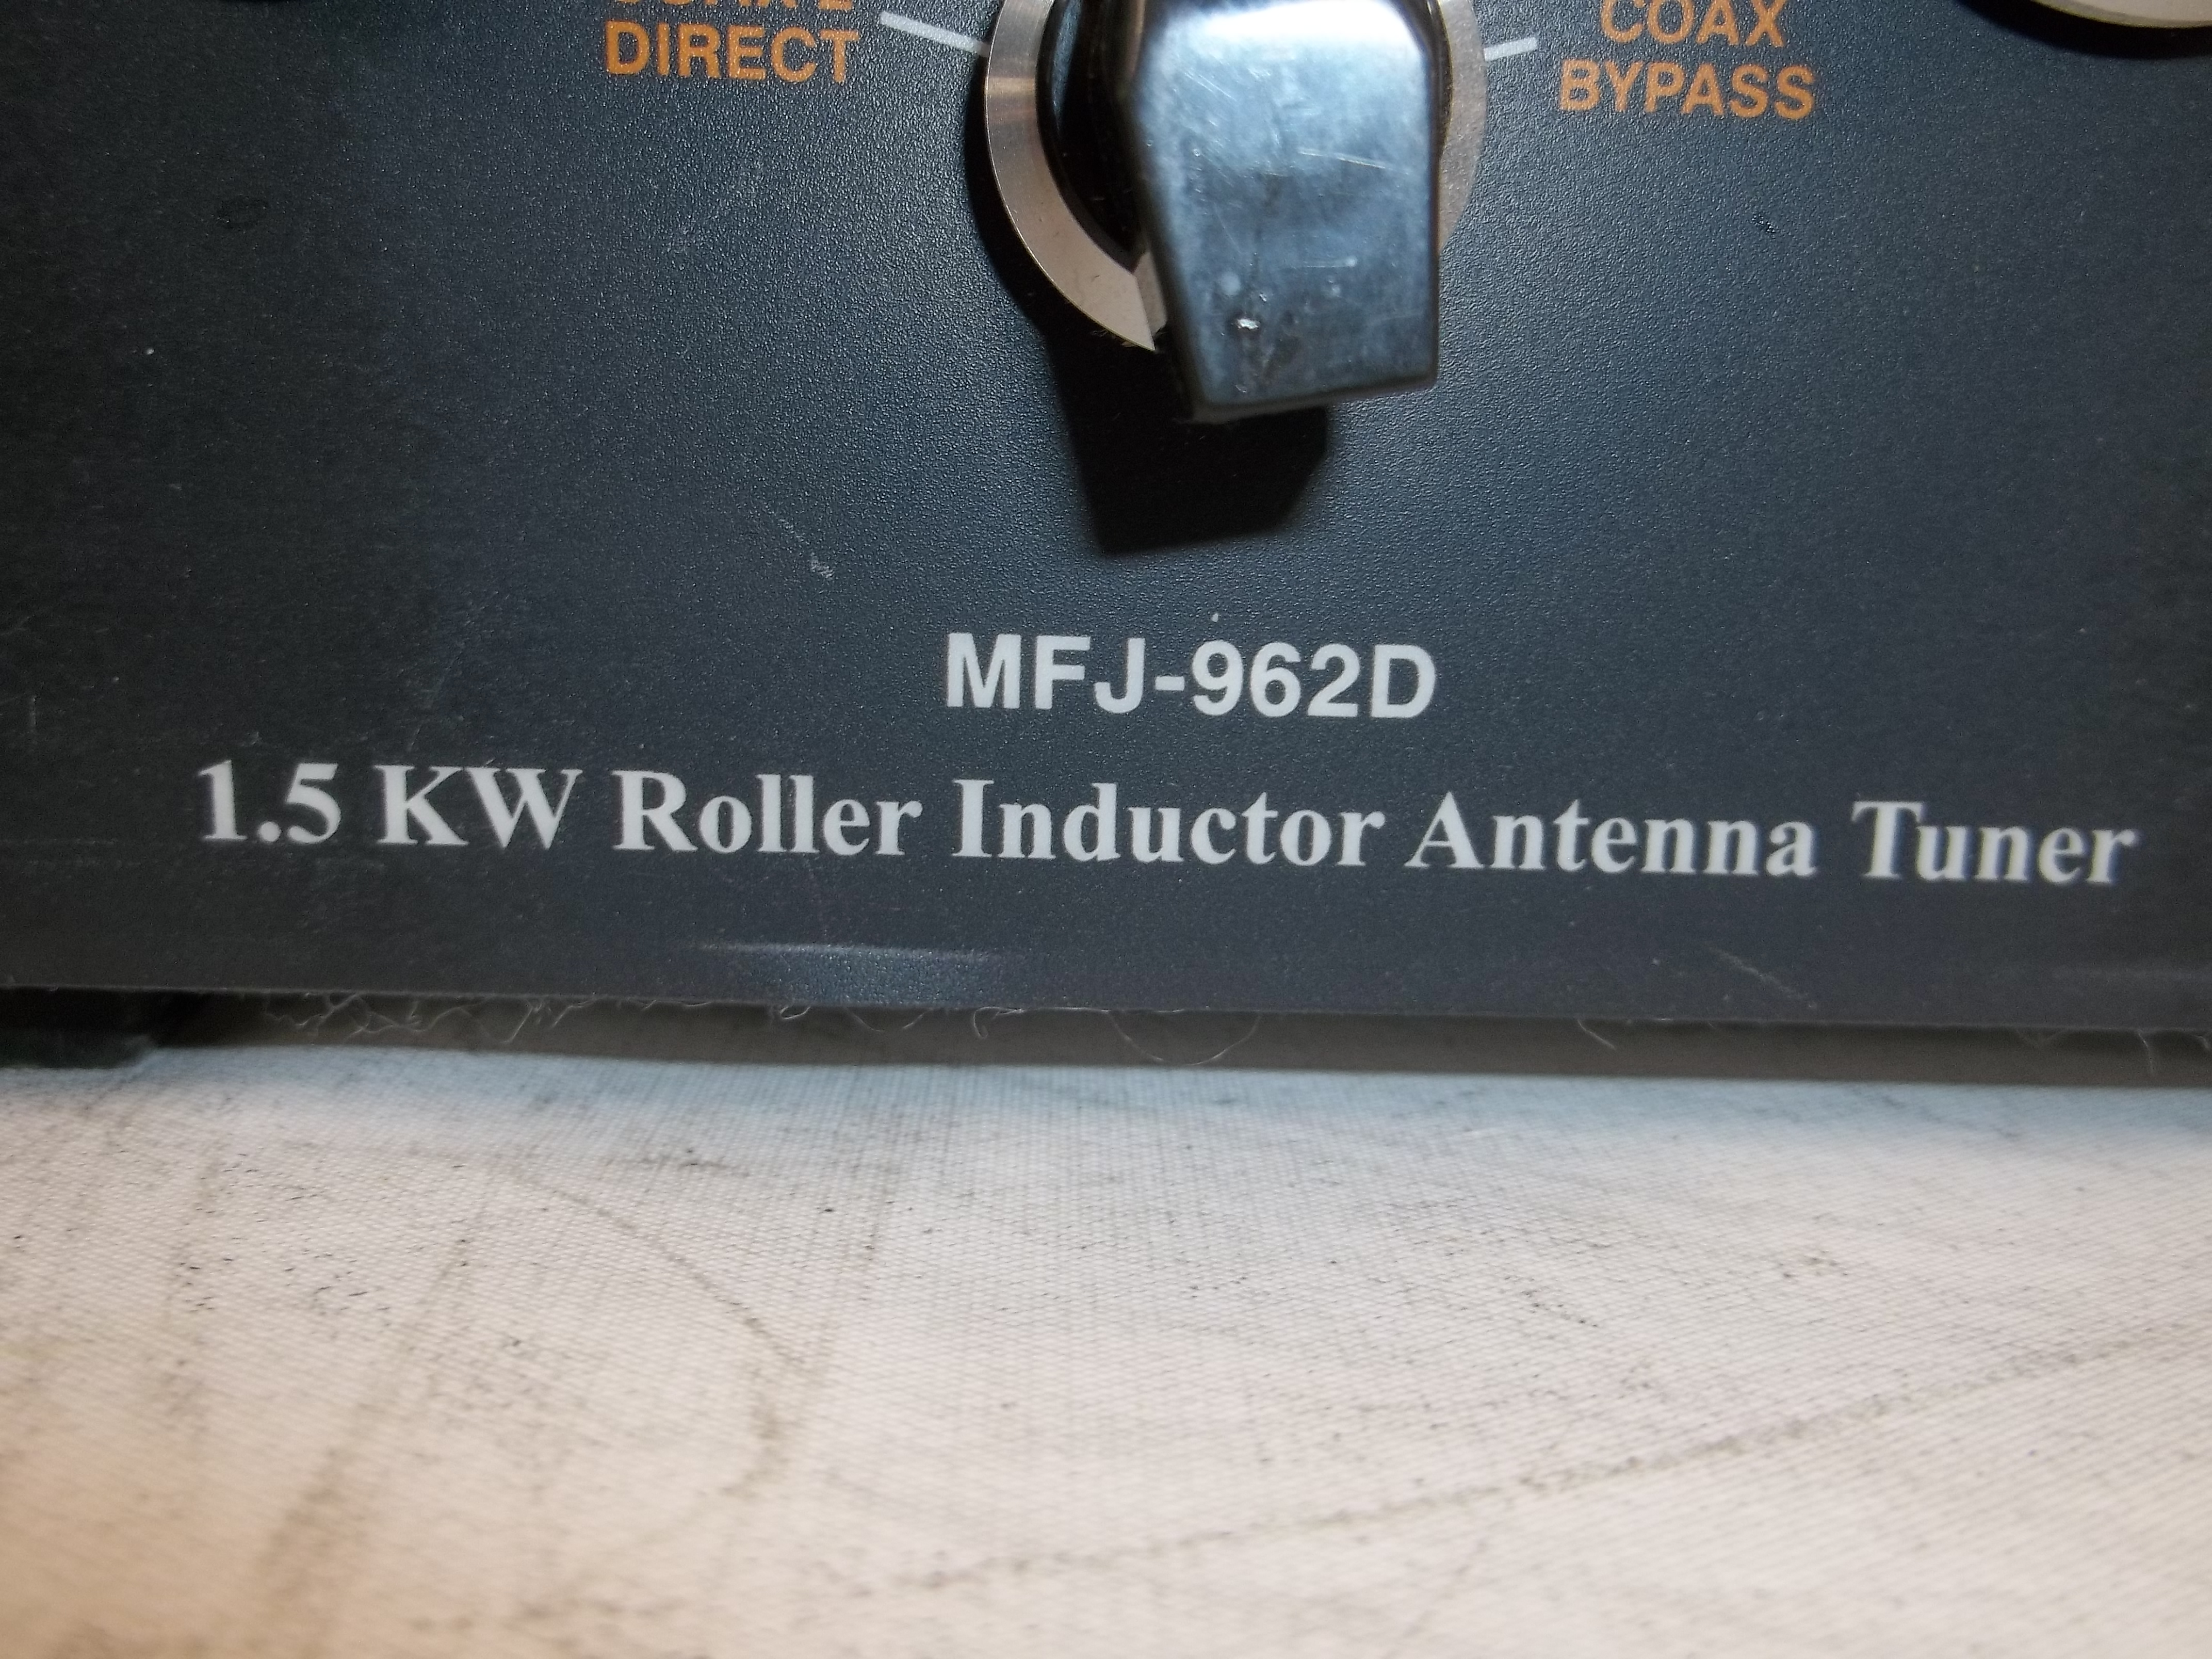 DIRECT
COAX
BYPASS
MFJ-962D
1.5 KW Roller Inductor Antenna Tuner